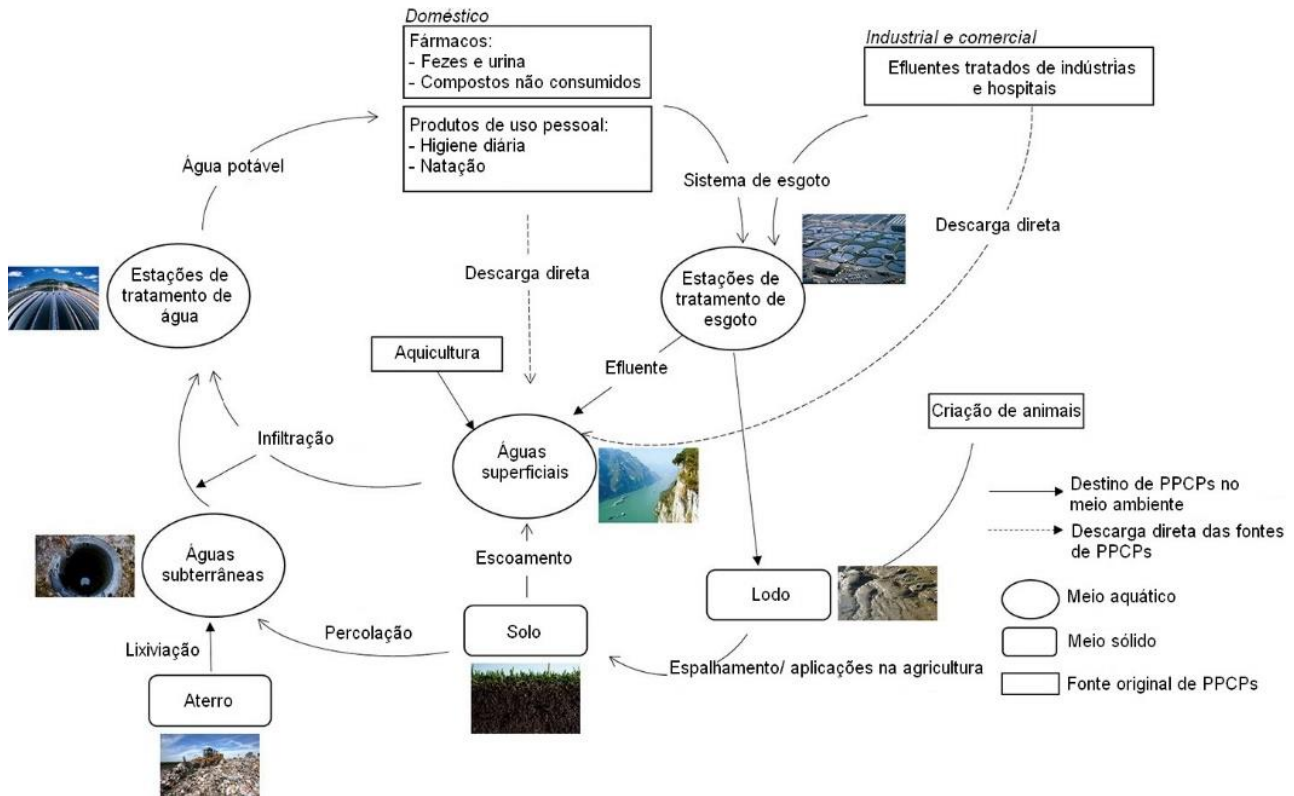 Doméstico
Fármacos:
- Fezes e urina
- Compostos não consumidos
Produtos de uso pessoal:
- Higiene diária
- Natação
Industrial e comercial
Efluentes tratados de indústrias
e hospitais
Água potável
Sistema de esgoto
Descarga direta
Descarga direta
Estações de
tratamento de
água
Estações de
tratamento de
esgoto
Aquicultura
Efluente
Criação de animais
Infiltração
Águas
superficiais
Águas
subterrâneas
Escoamento
Lodo
Solo
Percolação
Lixiviação
Aterro
Espalhamento/ aplicações na agricultura
Destino de PPCPs no
meio ambiente
Descarga direta das fontes
de PPCPs
Meio aquático
Meio sólido
Fonte original de PPCPs